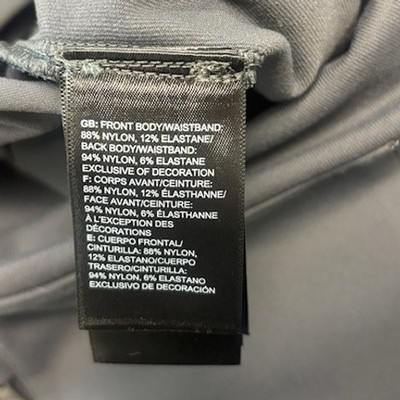 GB: FRONT BODY/WAISTBAND:
88% NYLON, 12% ELASTANE/
BACK BODY/WAISTBAND:
94% NYLON, 6% ELASTANE
EXCLUSIVE OF DECORATION
F: CORPS AVANT/CEINTURE:
88% NYLON, 12% ÉLASTHANNE/
FACE AVANT/CEINTURE:
94% NYLON, 6% ÉLASTHANNE
À L'EXCEPTION DES
DÉCORATIONS
E: CUERPO FRONTAL/
CINTURILLA: 88% NYLON,
12% ELASTANO/CUERPO
TRASERO/CINTURILLA:
94% NYLON, 6% ELASTANO
EXCLUSIVO DE DECORACIÓN